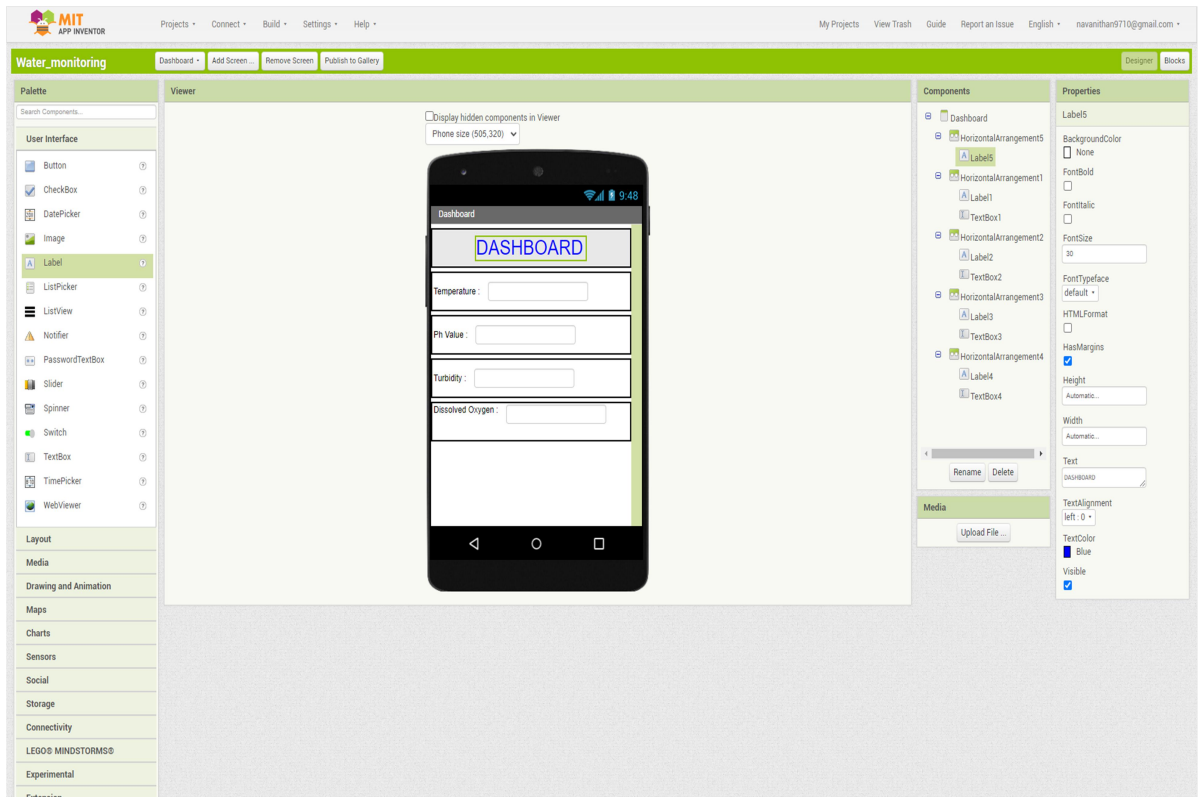 MIT
APP INVENTOR
Projects Connect Build Settings Help
My Projects View Trash Guide Report an Issue English navanithan9710@gmail.com
Water_monitoring
Dashboard Add Screen ... Remove Screen Publish to Gallery
Designer Blocks
Palette
Search Components...
User Interface
Button
CheckBox
DatePicker
Image
Label
ListPicker
ListView
Notifier
PasswordTextBox
Slider
Spinner
Switch
TextBox
TimePicker
WebViewer
Layout
Media
Drawing and Animation
Maps
Charts
Sensors
Social
Storage
Connectivity
LEGO® MINDSTORMS®
Experimental
Extension
Viewer
Display hidden components in Viewer
Phone size (505,320)
9:48
Dashboard
DASHBOARD
Temperature :
Ph Value :
Turbidity :
Dissolved Oxygen :
Components
Dashboard
HorizontalArrangement5
Label5
HorizontalArrangement1
Label1
TextBox1
HorizontalArrangement2
Label2
TextBox2
HorizontalArrangement3
Label3
TextBox3
HorizontalArrangement4
Label4
TextBox4
Rename Delete
Media
Upload File ...
Properties
Label5
BackgroundColor
None
FontBold
FontItalic
FontSize
30
FontTypeface
default
HTMLFormat
HasMargins
Height
Automatic...
Width
Automatic...
Text
DASHBOARD
TextAlignment
left : 0
TextColor
Blue
Visible